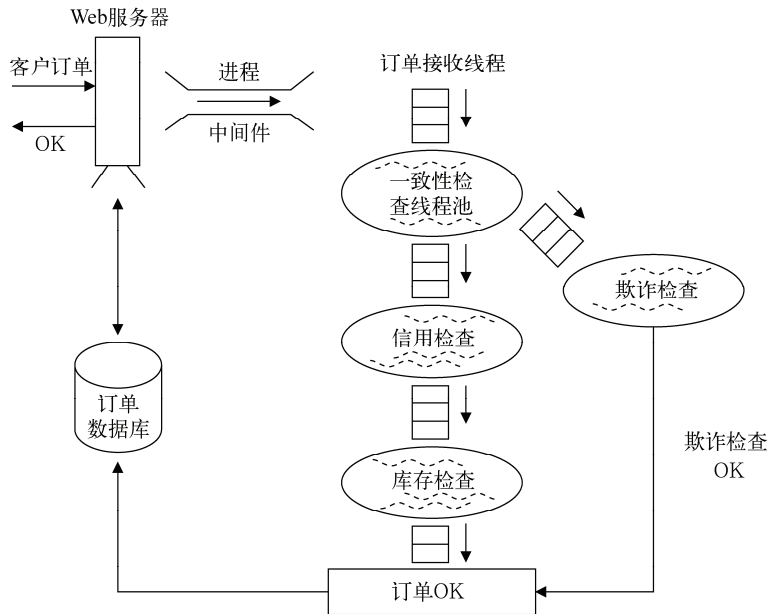 Web服务器
客户订单
OK
进程
中间件
订单接收线程
一致性检
查线程池
欺诈检查
信用检查
订单
数据库
库存检查
欺诈检查
OK
订单OK